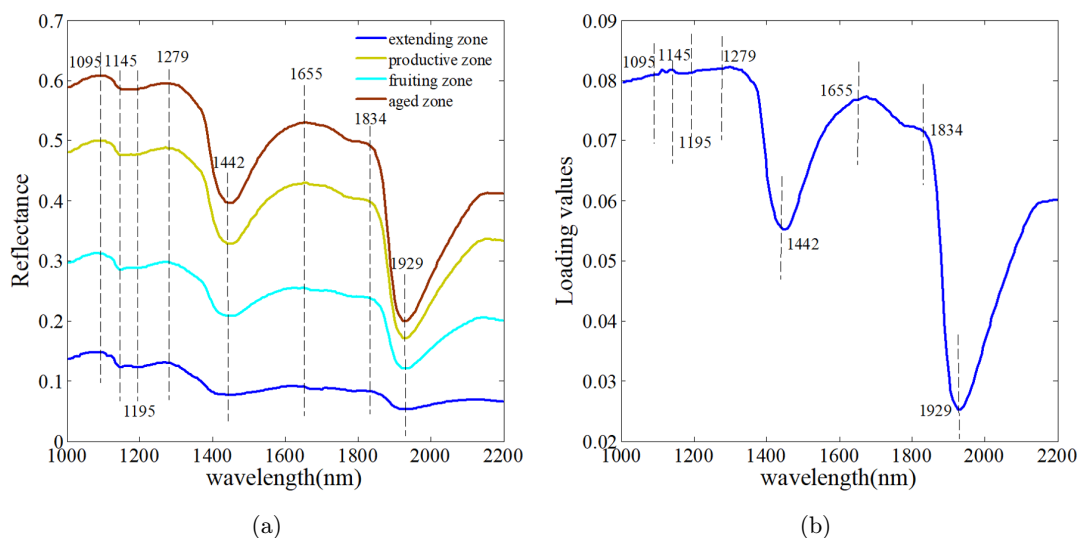 0.7
0.6
0.5
0.4
0.3
0.2
0.1
0
Reflectance
1000 1200 1400 1600 1800 2000 2200
wavelength(nm)
extending zone
productive zone
fruiting zone
aged zone
1095
1145
1279
1195
1442
1655
1834
1929
(a)
0.09
0.08
0.07
0.06
0.05
0.04
0.03
0.02
Loading values
1000 1200 1400 1600 1800 2000 2200
wavelength(nm)
1095
1145
1279
1195
1442
1655
1834
1929
(b)